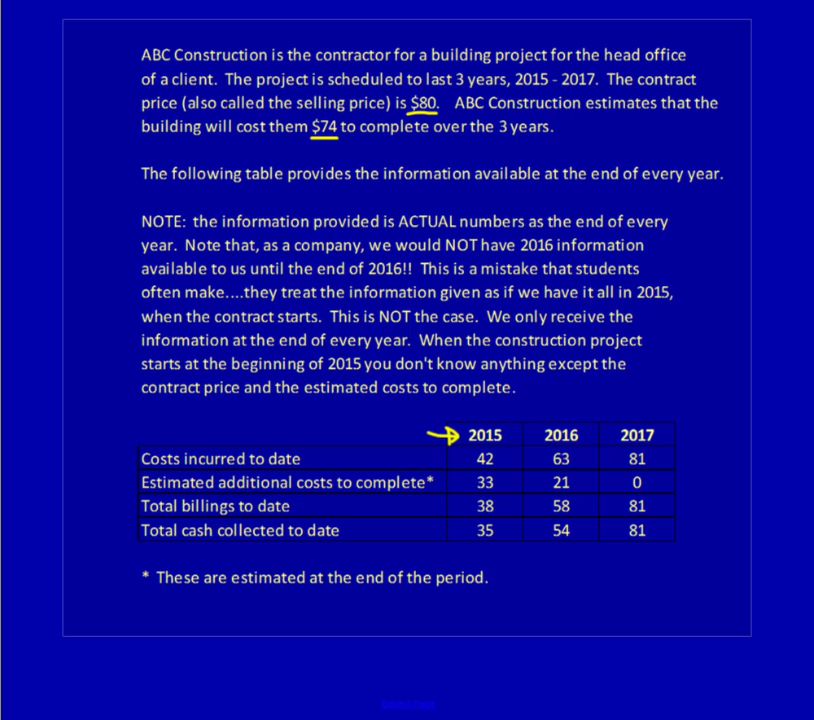 ABC Construction is the contractor for a building project for the head office
of a client. The project is scheduled to last 3 years, 2015 - 2017. The contract
price (also called the selling price) is $80. ABC Construction estimates that the
building will cost them $74 to complete over the 3 years.
The following table provides the information available at the end of every year.
NOTE: the information provided is ACTUAL numbers as the end of every
year. Note that, as a company, we would NOT have 2016 information
available to us until the end of 2016!! This is a mistake that students
often make....they treat the information given as if we have it all in 2015,
when the contract starts. This is NOT the case. We only receive the
information at the end of every year. When the construction project
starts at the beginning of 2015 you don't know anything except the
contract price and the estimated costs to complete.
2015 2016 2017
Costs incurred to date 42 63 81
Estimated additional costs to complete* 33 21 0
Total billings to date 38 58 81
Total cash collected to date 35 54 81
* These are estimated at the end of the period.